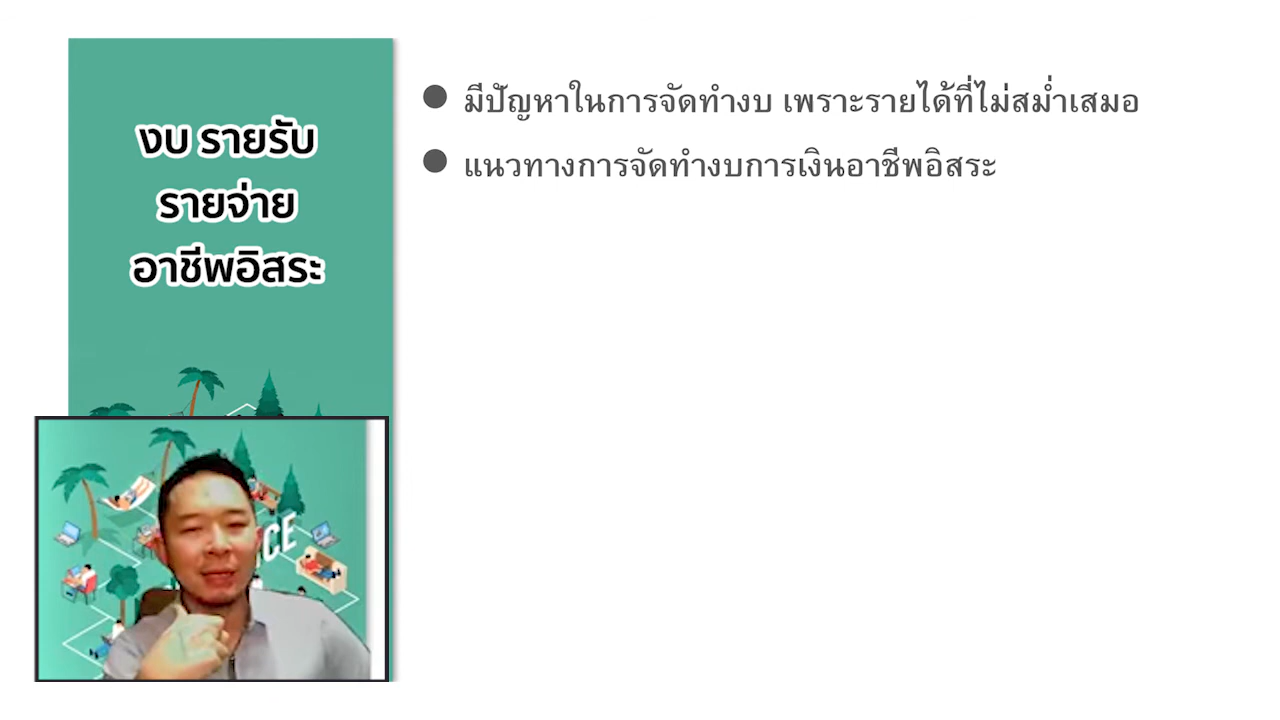 งบ รายรับ
รายจ่าย
อาชีพอิสระ
มีปัญหาในการจัดทำงบ เพราะรายได้ที่ไม่สม่ำเสมอ
แนวทางการจัดทำงบการเงินอาชีพอิสระ
CE